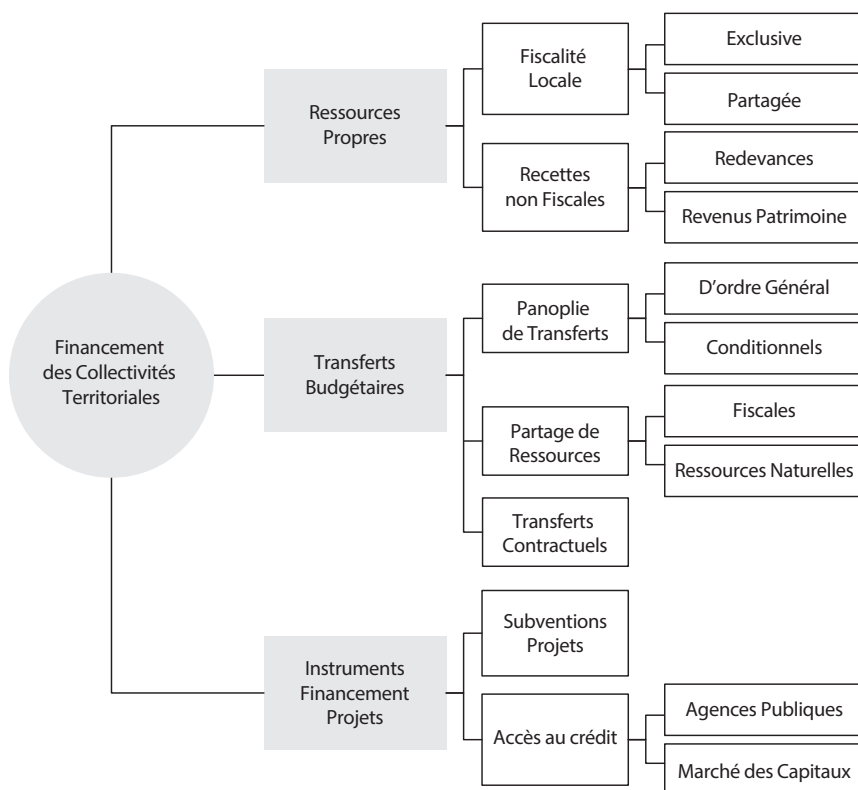 Financement
des Collectivités
Territoriales
Ressources
Propres
Fiscalité
Locale
Exclusive
Partagée
Recettes
non Fiscales
Redevances
Revenus Patrimoine
Transferts
Budgétaires
Panoplie
de Transferts
D'ordre Général
Conditionnels
Partage de
Ressources
Fiscales
Ressources Naturelles
Transferts
Contractuels
Instruments
Financement
Projets
Subventions
Projets
Accès au crédit
Agences Publiques
Marché des Capitaux